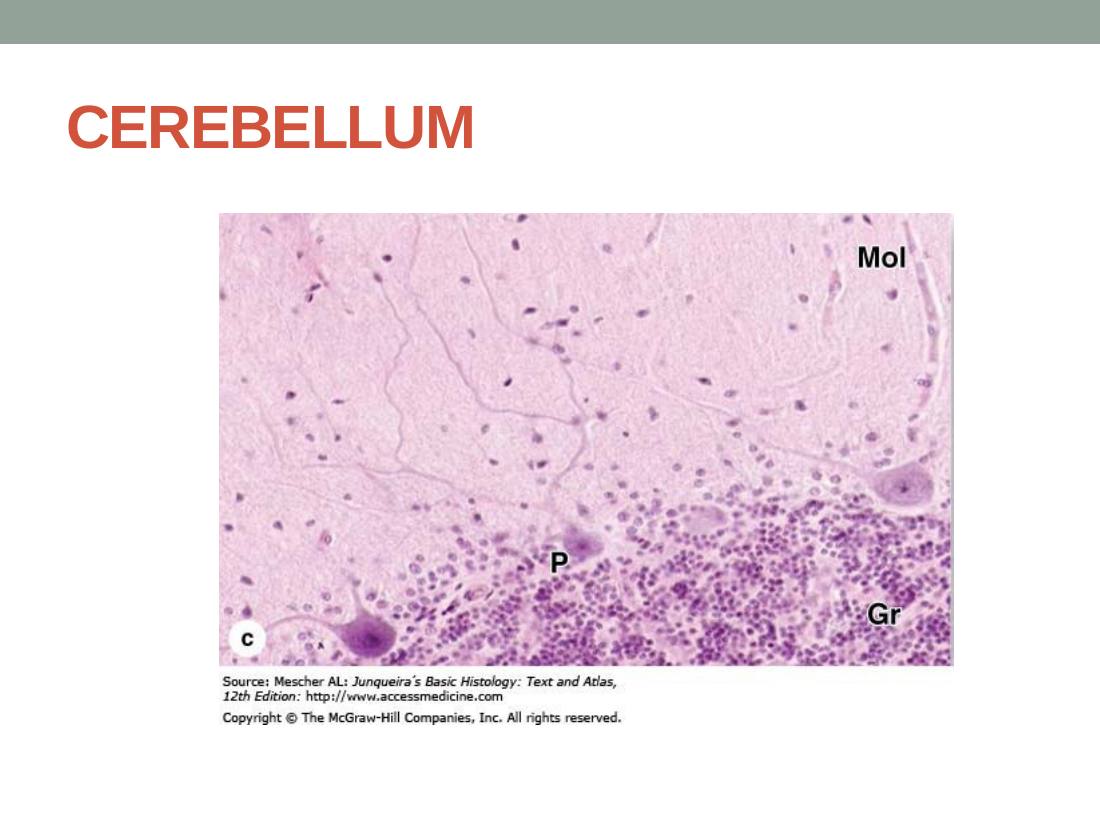 CEREBELLUM
Mol
P
Gr
c
Source: Mescher AL: Junqueira´s Basic Histology: Text and Atlas,
12th Edition: http://www.accessmedicine.com
Copyright © The McGraw-Hill Companies, Inc. All rights reserved.